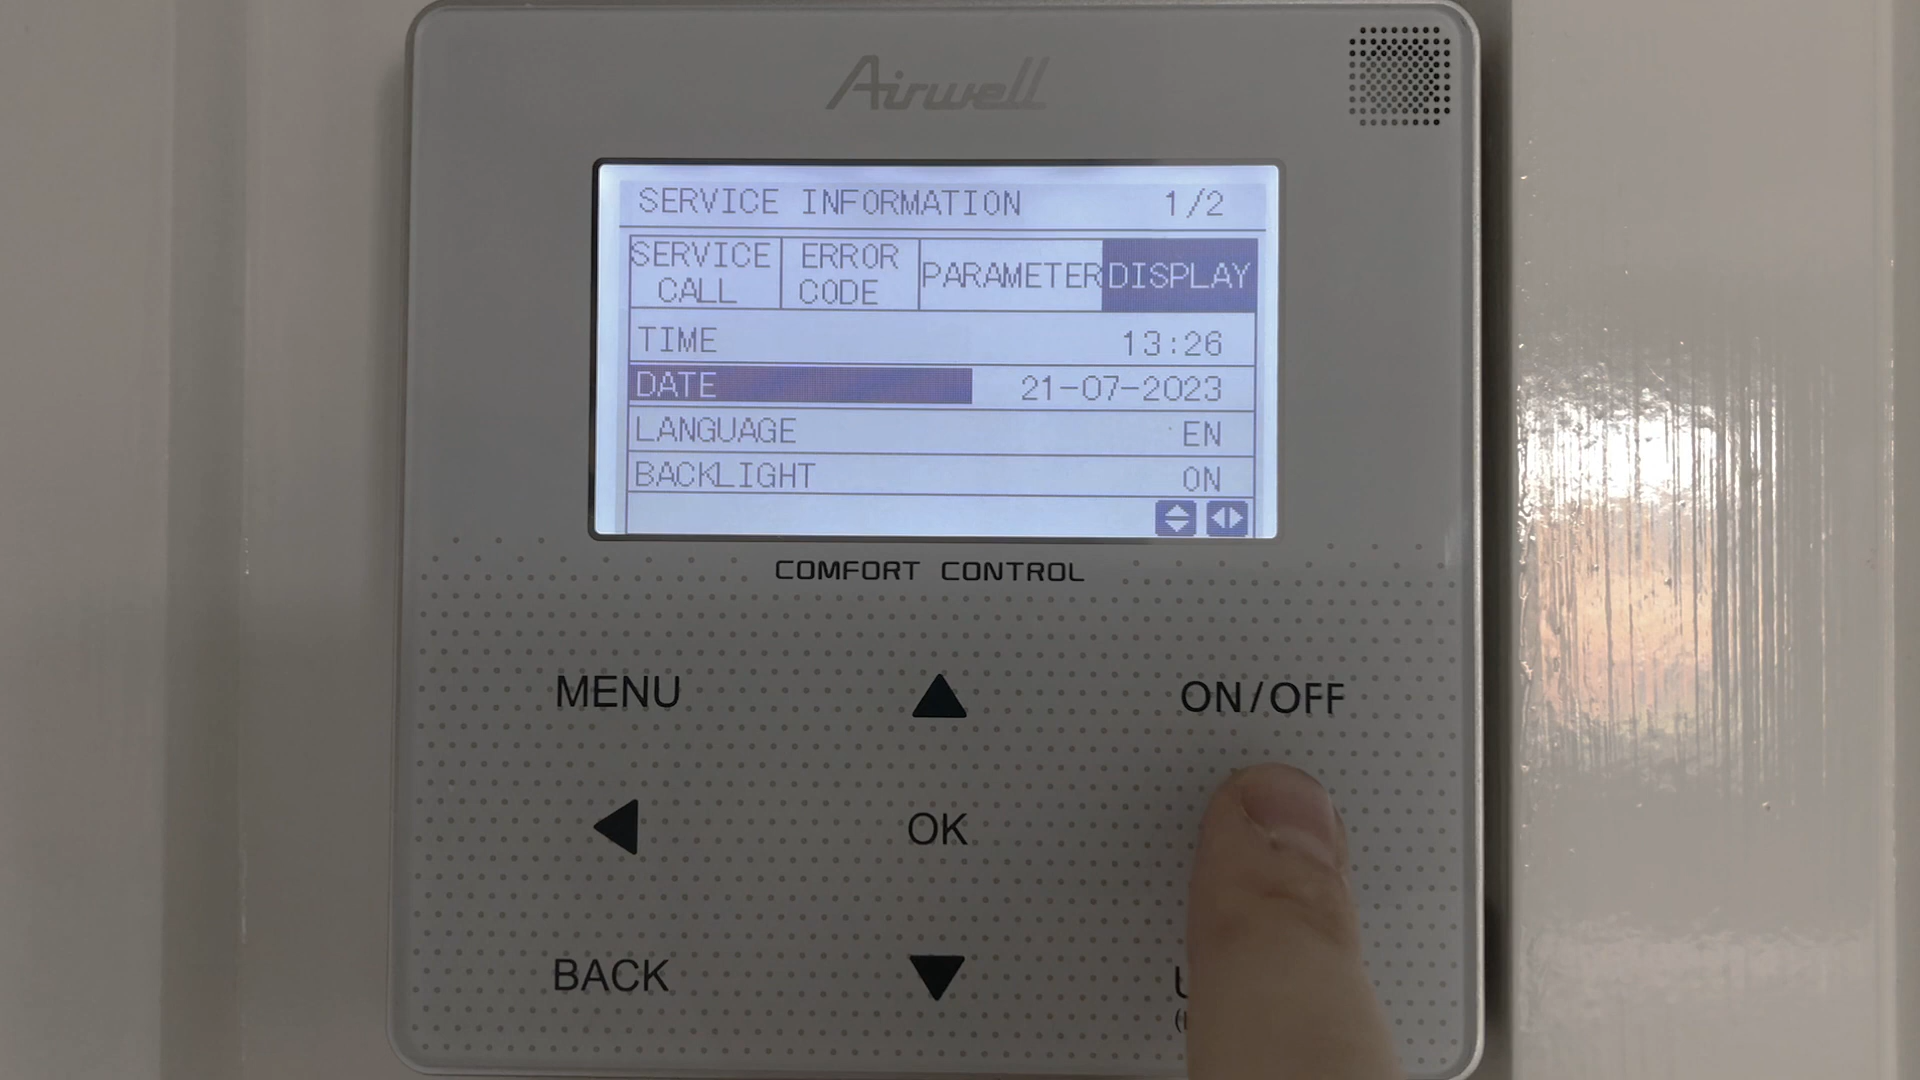 Airwell
SERVICE INFORMATION 1/2
SERVICE CALL ERROR CODE PARAMETER DISPLAY
TIME 13:26
DATE 21-07-2023
LANGUAGE EN
BACKLIGHT ON
COMFORT CONTROL
MENU ON/OFF
OK
BACK